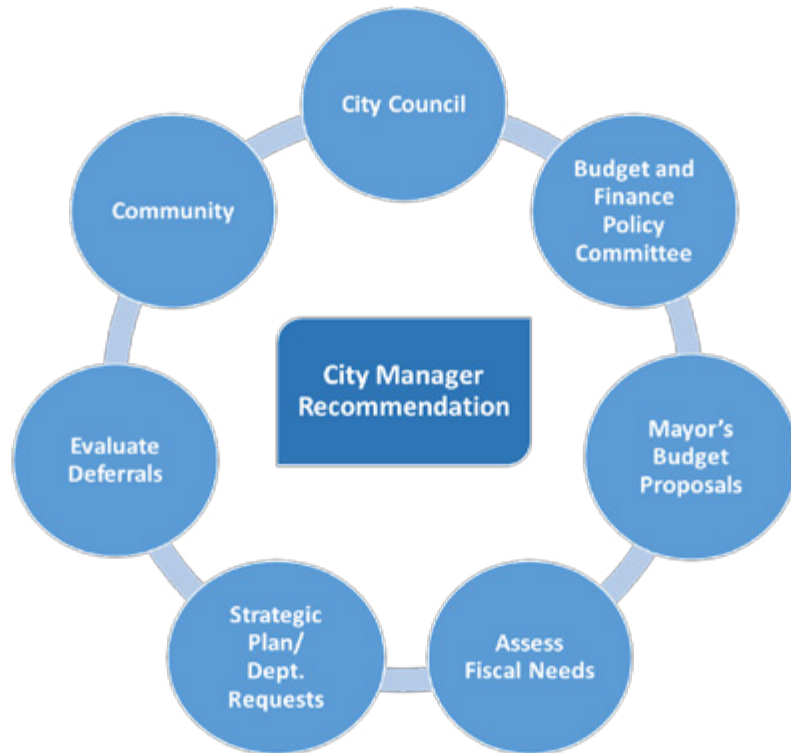 City Council
Budget and
Finance
Policy
Committee
Mayor's
Budget
Proposals
Assess
Fiscal Needs
Strategic
Plan/
Dept.
Requests
Evaluate
Deferrals
Community
City Manager
Recommendation